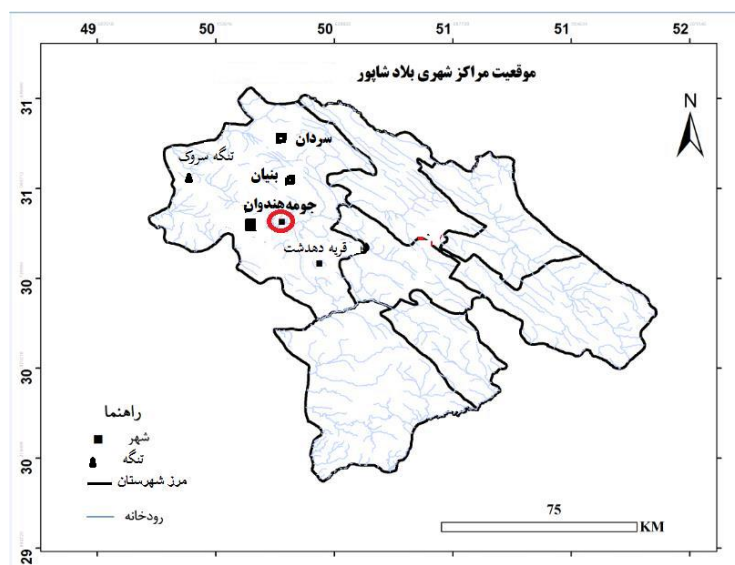 49 50 50 51 51 52
موقعیت مراکز شهری بلاد شاپور
N
31
سردان
تنگه سروک
31
بنیان
جومه هندوان
قریه دهدشت
30
30
راهنما
شهر
30
تنگه
مرز شهرستان
75
رودخانه
KM
29